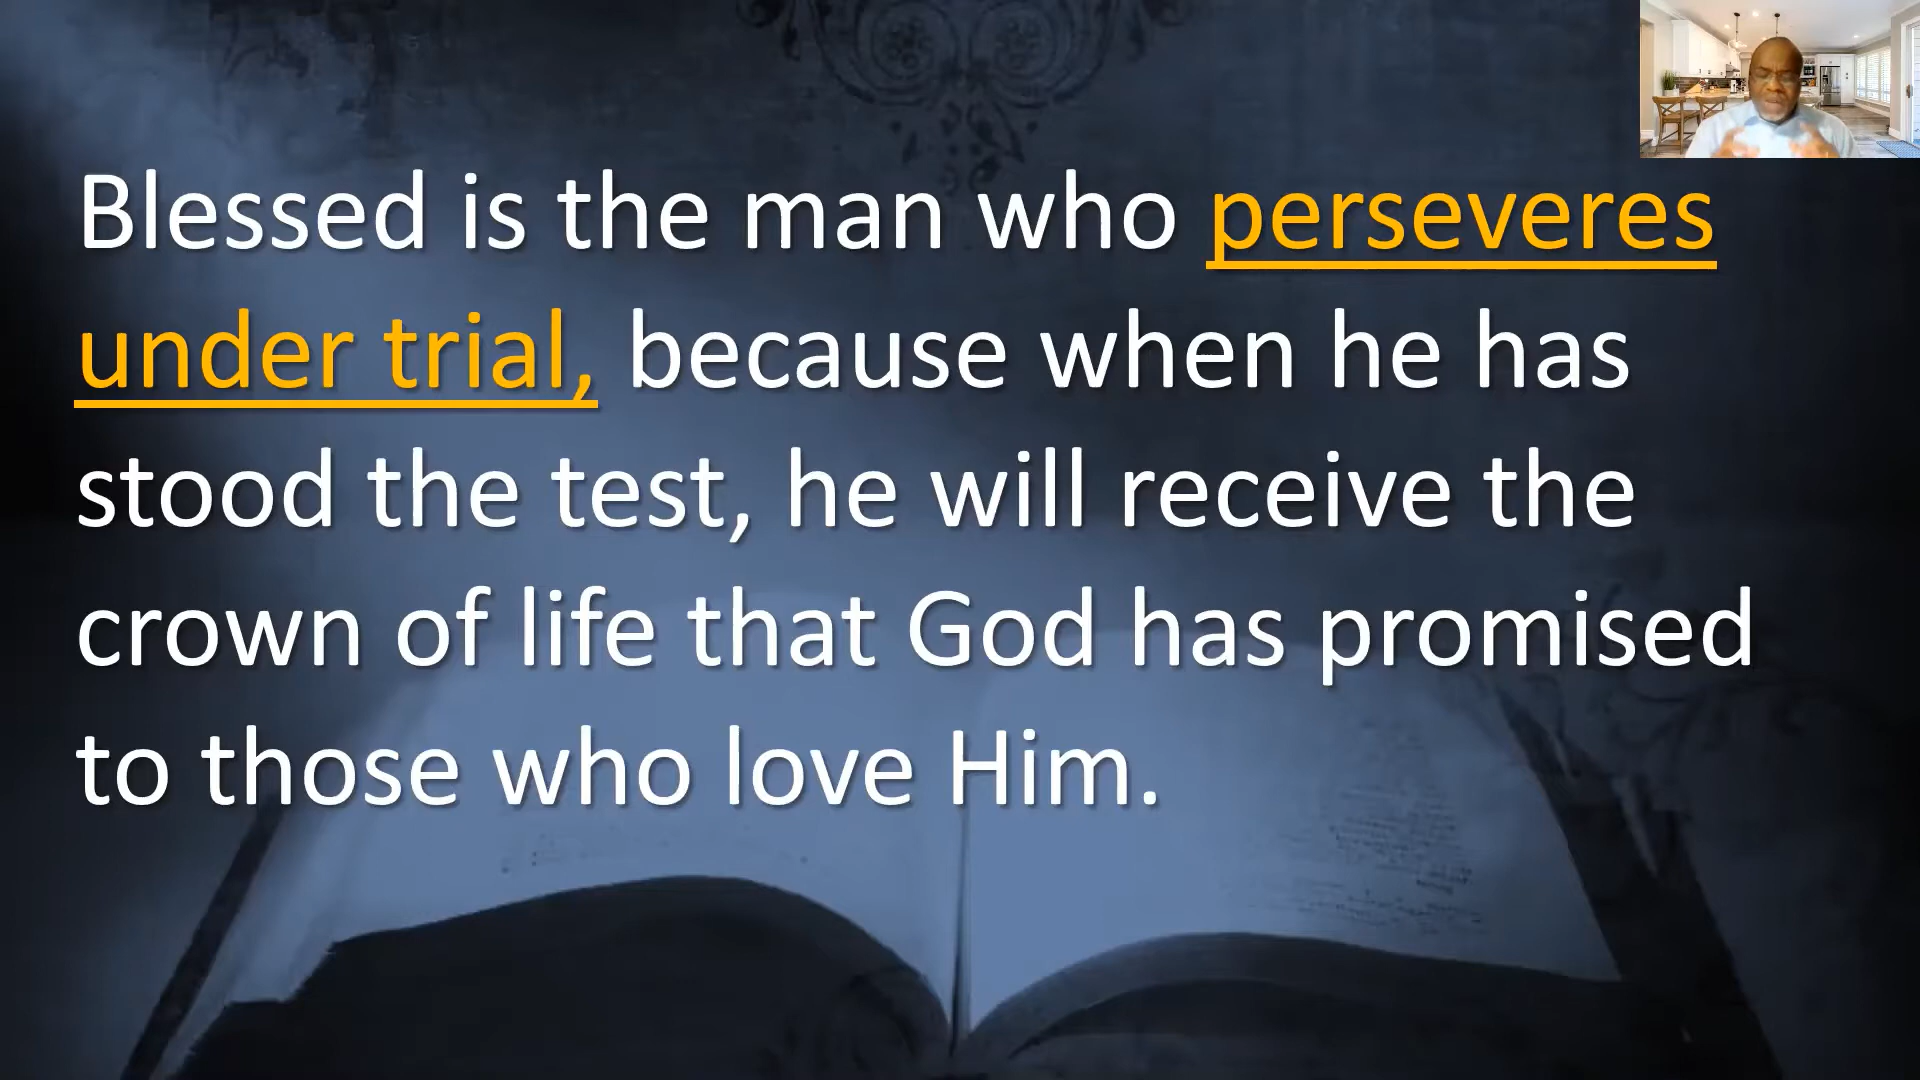 Blessed is the man who perseveres
under trial, because when he has
stood the test, he will receive the
crown of life that God has promised
to those who love Him.